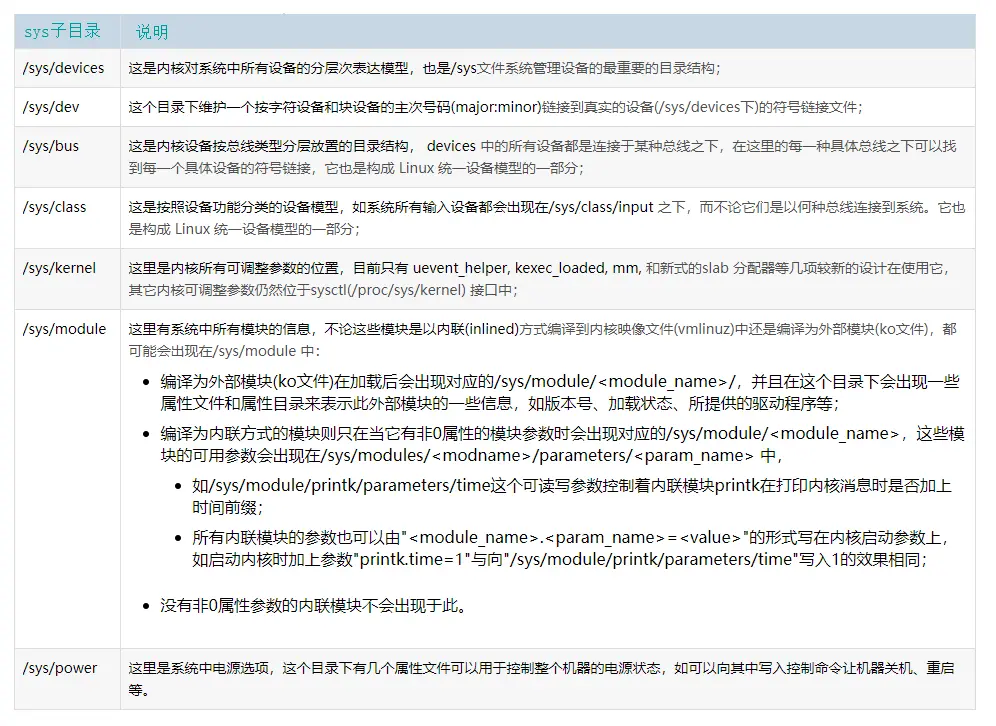 sys子目录 说明
/sys/devices 这是内核对系统中所有设备的分层次表达模型，也是/sys文件系统管理设备的最重要的目录结构；
/sys/dev 这个目录下维护一个按字符设备和块设备的主次号码(major:minor)链接到真实的设备(/sys/devices下)的符号链接文件；
/sys/bus 这是内核设备按总线类型分层放置的目录结构， devices 中的所有设备都是连接于某种总线之下，在这里的每一种具体总线之下可以找
到每一个具体设备的符号链接，它也是构成 Linux 统一设备模型的一部分；
/sys/class 这是按照设备功能分类的设备模型，如系统所有输入设备都会出现在/sys/class/input 之下，而不论它们是以何种总线连接到系统。它也
是构成 Linux 统一设备模型的一部分；
/sys/kernel 这里是内核所有可调整参数的位置，目前只有 uevent_helper, kexec_loaded, mm, 和新式的slab 分配器等几项较新的设计在使用它，
其它内核可调整参数仍然位于sysctl(/proc/sys/kernel) 接口中；
/sys/module 这里有系统中所有模块的信息，不论这些模块是以内联(inlined)方式编译到内核映像文件(vmlinuz)中还是编译为外部模块(ko文件)，都
可能会出现在/sys/module 中：
• 编译为外部模块(ko文件)在加载后会出现对应的/sys/module/<module_name>/，并且在这个目录下会出现一些
属性文件和属性目录来表示此外部模块的一些信息，如版本号、加载状态、所提供的驱动程序等；
• 编译为内联方式的模块则只在当它有非0属性的模块参数时会出现对应的/sys/module/<module_name>，这些模
块的可用参数会出现在/sys/modules/<modname>/parameters/<param_name> 中，
• 如/sys/module/printk/parameters/time这个可读写参数控制着内联模块printk在打印内核消息时是否加上
时间前缀；
• 所有内联模块的参数也可以由"<module_name>.<param_name>=<value>"的形式写在内核启动参数上，
如启动内核时加上参数"printk.time=1"与向"/sys/module/printk/parameters/time"写入1的效果相同；
• 没有非0属性参数的内联模块不会出现于此。
/sys/power 这里是系统中电源选项，这个目录下有几个属性文件可以用于控制整个机器的电源状态，如可以向其中写入控制命令让机器关机、重启
等。